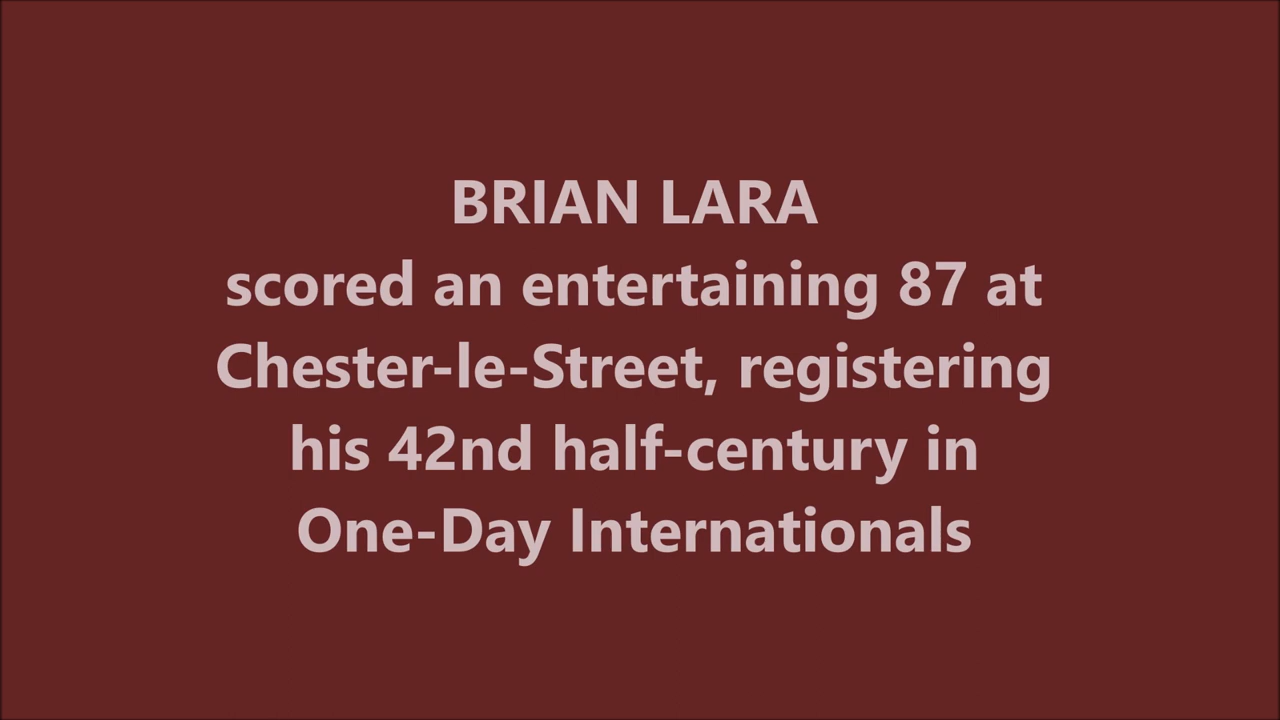 BRIAN LARA
scored an entertaining 87 at
Chester-le-Street, registering
his 42nd half-century in
One-Day Internationals